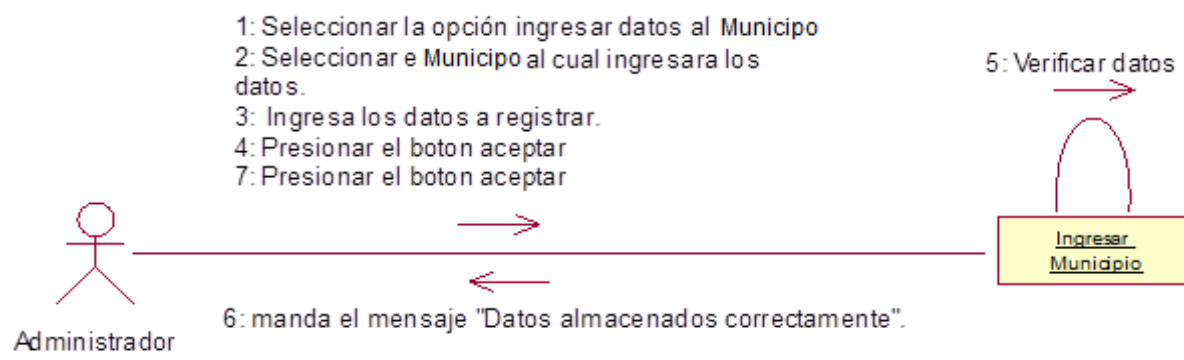 1: Seleccionar la opción ingresar datos al Municipo
2: Seleccionar e Municipo al cual ingresara los
datos.
3: Ingresa los datos a registrar.
4: Presionar el boton aceptar
7: Presionar el boton aceptar
5: Verificar datos
Ingresar
Municipio
6: manda el mensaje "Datos almacenados correctamente".
Administrador